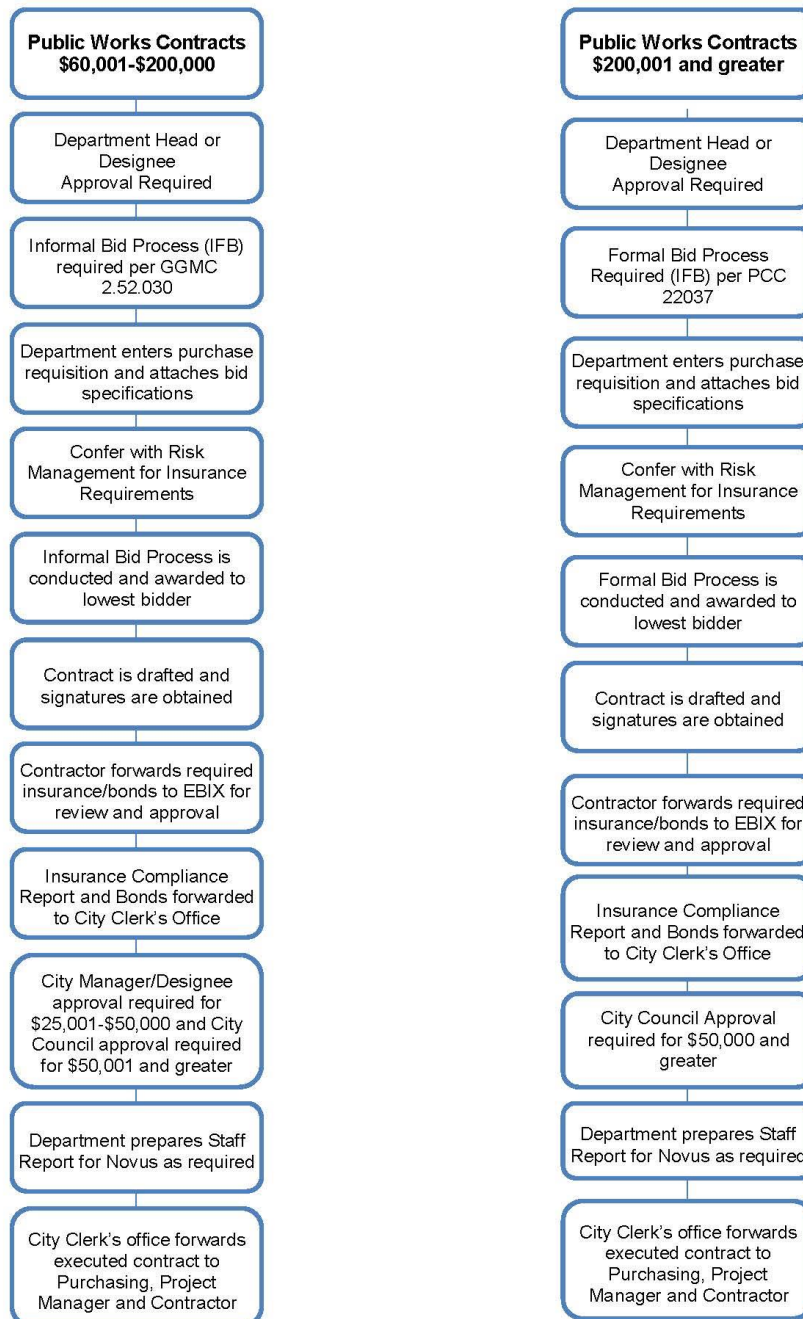 Public Works Contracts
$60,001-$200,000
Department Head or
Designee
Approval Required
Informal Bid Process (IFB)
required per GGMC
2.52.030
Department enters purchase
requisition and attaches bid
specifications
Confer with Risk
Management for Insurance
Requirements
Informal Bid Process is
conducted and awarded to
lowest bidder
Contract is drafted and
signatures are obtained
Contractor forwards required
insurance/bonds to EBIX for
review and approval
Insurance Compliance
Report and Bonds forwarded
to City Clerk's Office
City Manager/Designee
approval required for
$25,001-$50,000 and City
Council approval required
for $50,001 and greater
Department prepares Staff
Report for Novus as required
City Clerk's office forwards
executed contract to
Purchasing, Project
Manager and Contractor
Public Works Contracts
$200,001 and greater
Department Head or
Designee
Approval Required
Formal Bid Process
Required (IFB) per PCC
22037
Department enters purchase
requisition and attaches bid
specifications
Confer with Risk
Management for Insurance
Requirements
Formal Bid Process is
conducted and awarded to
lowest bidder
Contract is drafted and
signatures are obtained
Contractor forwards required
insurance/bonds to EBIX for
review and approval
Insurance Compliance
Report and Bonds forwarded
to City Clerk's Office
City Council Approval
required for $50,000 and
greater
Department prepares Staff
Report for Novus as required
City Clerk's office forwards
executed contract to
Purchasing, Project
Manager and Contractor